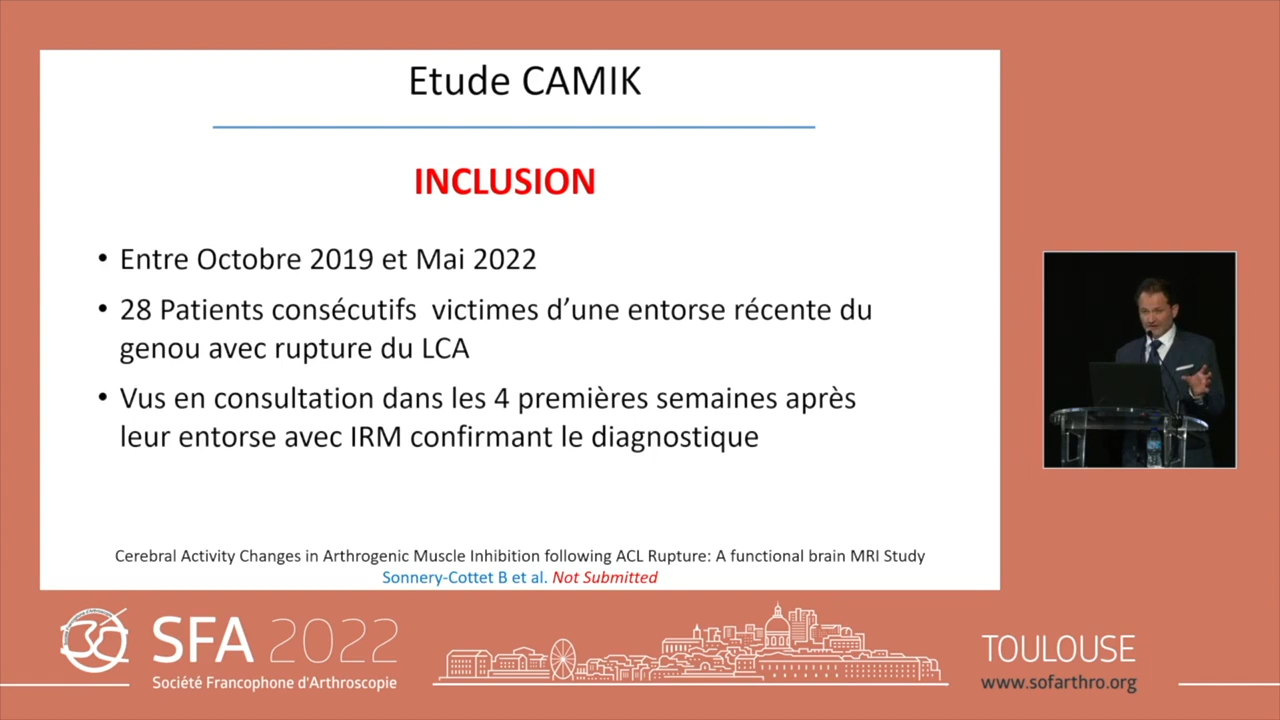 Etude CAMIK
INCLUSION
• Entre Octobre 2019 et Mai 2022
• 28 Patients consécutifs victimes d’une entorse récente du
genou avec rupture du LCA
• Vus en consultation dans les 4 premières semaines après
leur entorse avec IRM confirmant le diagnostique
Cerebral Activity Changes in Arthrogenic Muscle Inhibition following ACL Rupture: A functional brain MRI Study
Sonnery-Cottet B et al. Not Submitted
30
SFA 2022
Société Francophone d'Arthroscopie
TOULOUSE
www.sofarthro.org